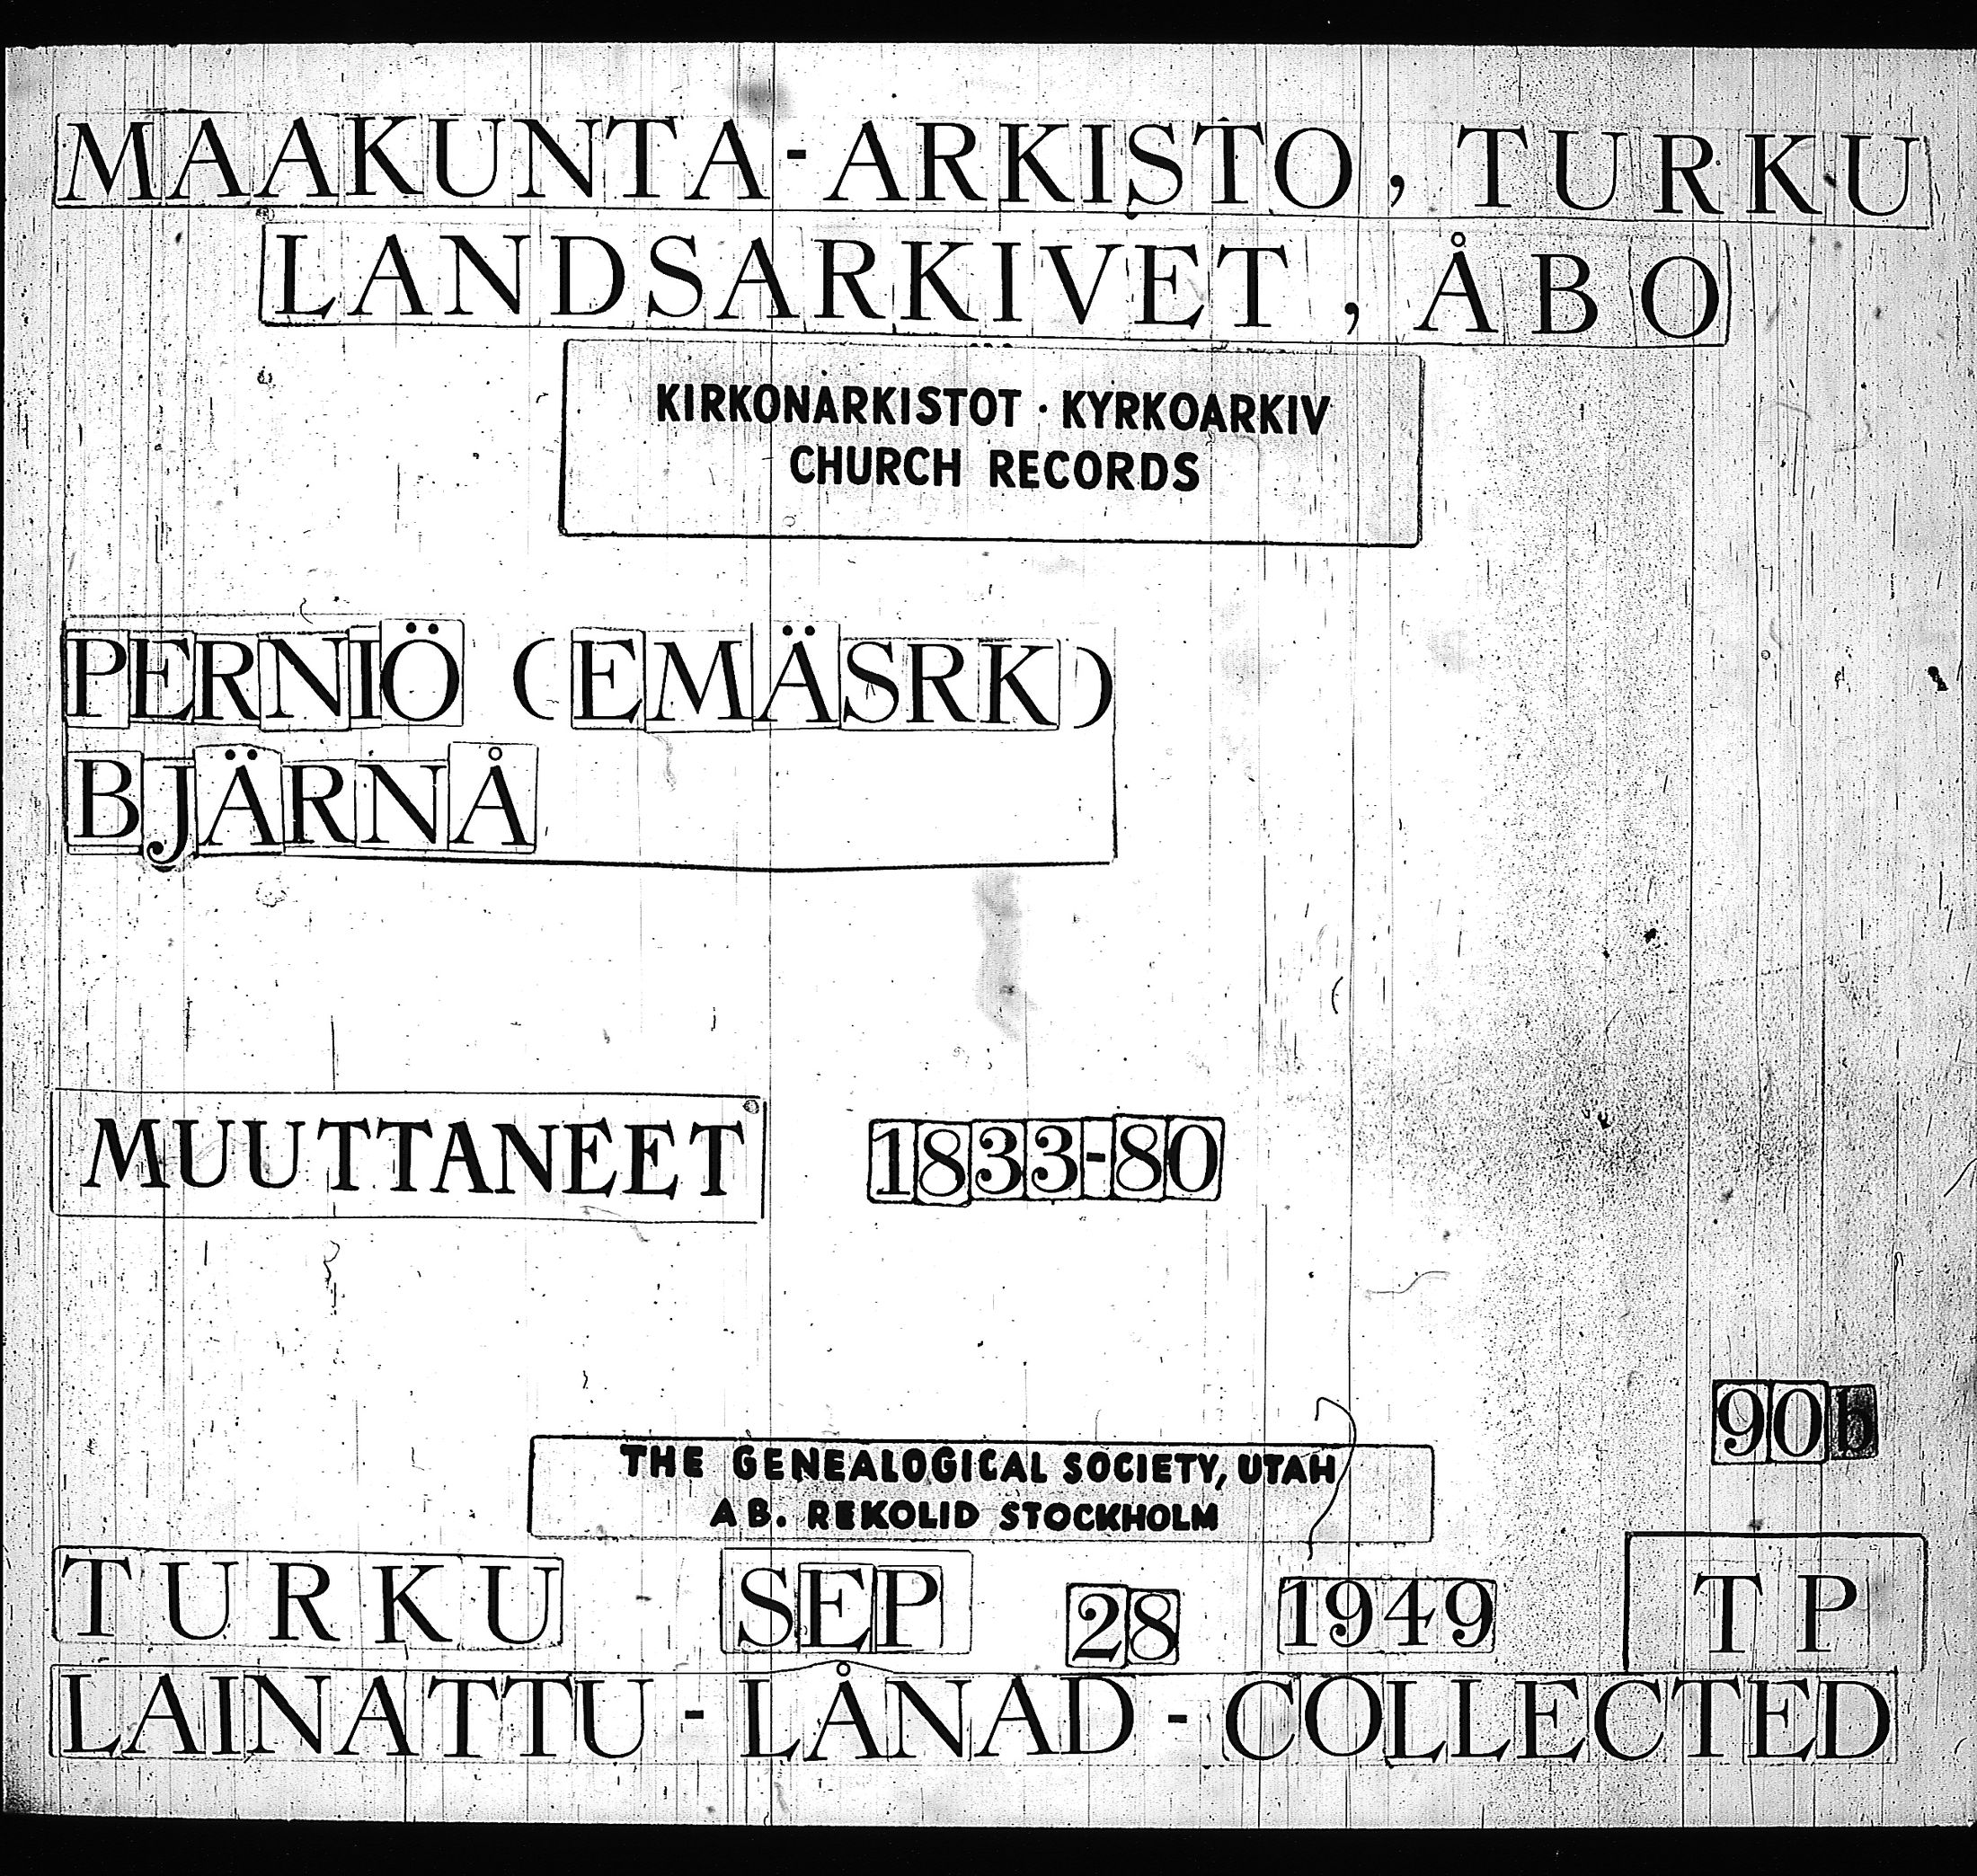 MAAKUNTA-ARKISTO, TURKU
LANDSARKIVET, ÅBO
KIRKONARKISTOT · KYRKOARKIV
CHURCH RECORDS
PERNIÖ (EMÄSRK)
BJÄRNÅ
MUUTTANEET 1833-80
90b
THE GENEALOGICAL SOCIETY, UTAH
AB. REKOLID STOCKHOLM
TURKU SEP 28 1949 TP
LAINATTU - LÅNAD - COLLECTED